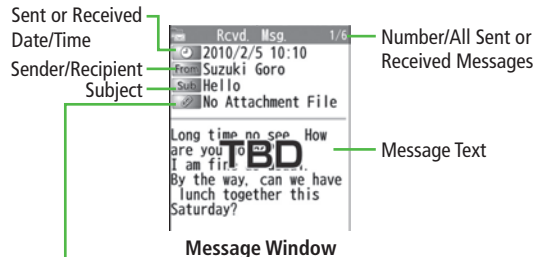 Sent or Received
Date/Time
Sender/Recipient
Subject
Rcvd. Msg. 1/6
2010/2/5 10:10
From Suzuki Goro
Sub Hello
No Attachment File
Long time no see. How
are you
TBD
I am fine
By the way, can we have
lunch together this
Saturday?
Number/All Sent or
Received Messages
Message Text
Message Window